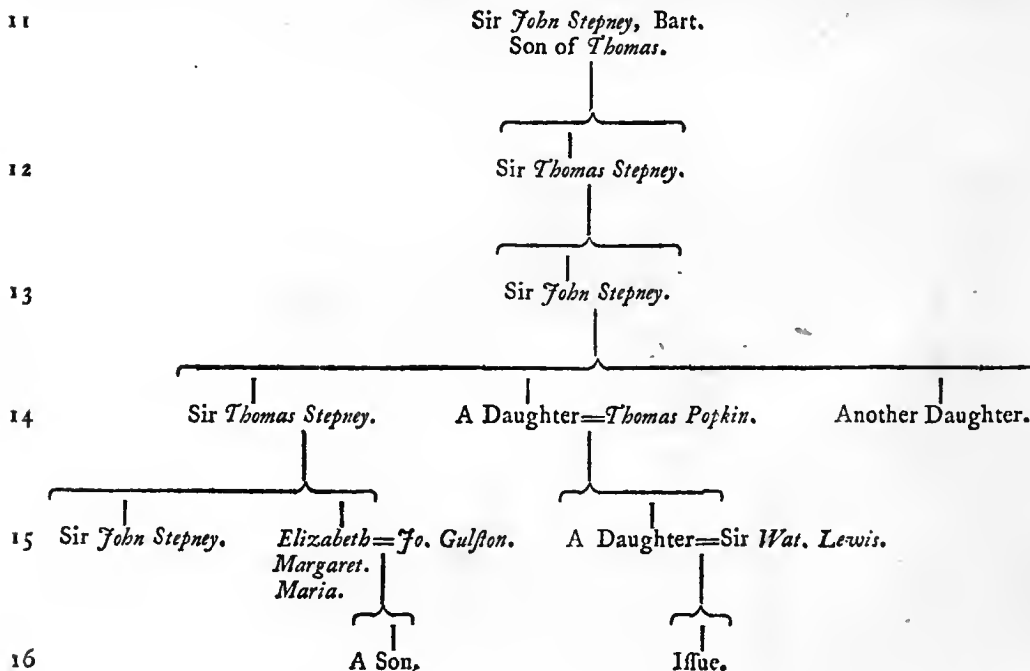 11 Sir John Stepney, Bart.
Son of Thomas.
12 Sir Thomas Stepney.
13 Sir John Stepney.
14 Sir Thomas Stepney. A Daughter=Thomas Popkin. Another Daughter.
15 Sir John Stepney. Elizabeth=Jo. Gulſton. A Daughter=Sir Wat. Lewis.
Margaret.
Maria.
16 A Son. Iſſue.